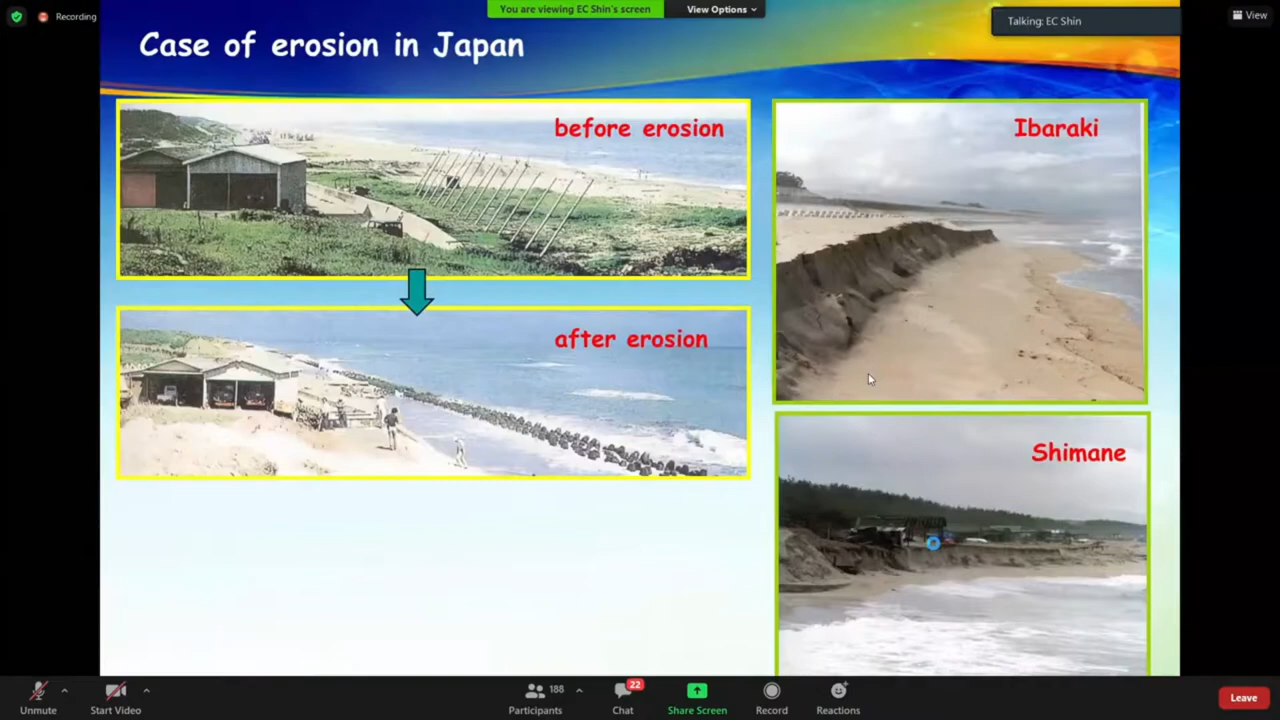 Recording
You are viewing EC Shin's screen
View Options
Talking: EC Shin
View
Case of erosion in Japan
before erosion
Ibaraki
after erosion
Shimane
Unmute
Start Video
188
Participants
22
Chat
Share Screen
Record
Reactions
Leave